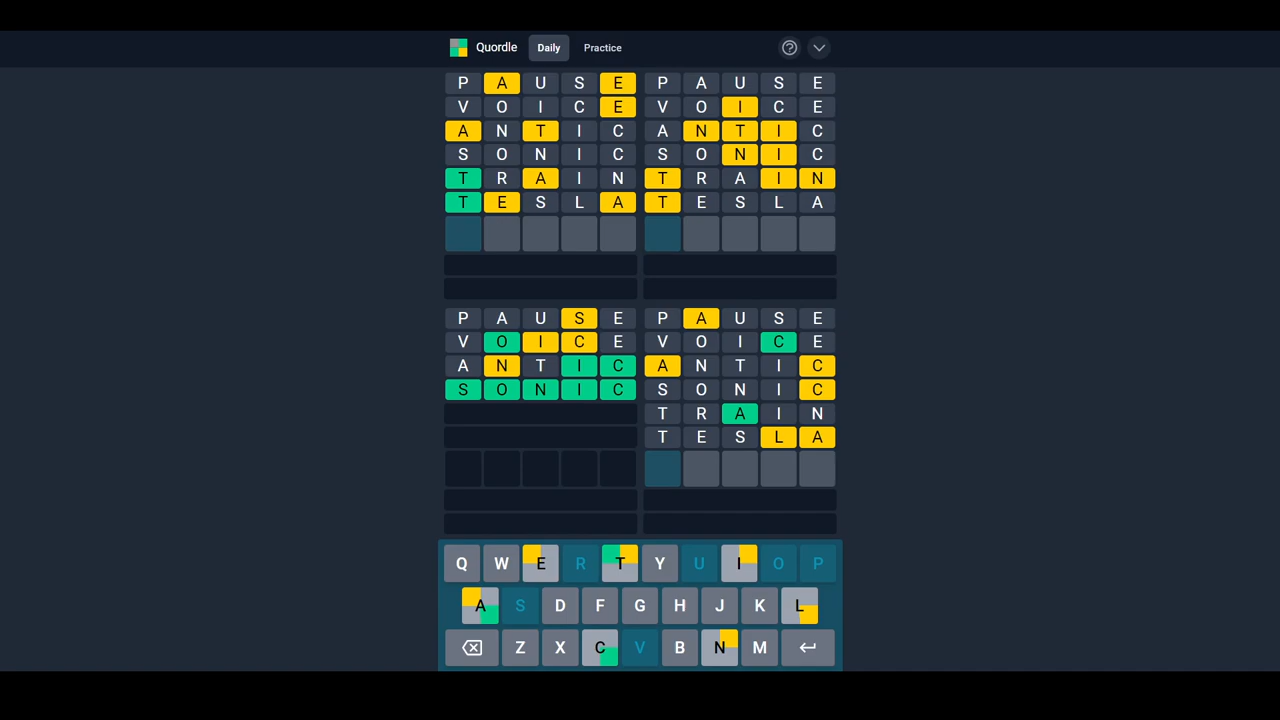 Quordle Daily Practice
P A U S E P A U S E
V O I C E V O I C E
A N T I C A N T I C
S O N I C S O N I C
T R A I N T R A I N
T E S L A T E S L A
P A U S E P A U S E
V O I C E V O I C E
A N T I C A N T I C
S O N I C S O N I C
T R A I N
T E S L A
Q W E R T Y U I O P
A S D F G H J K L
Z X C V B N M